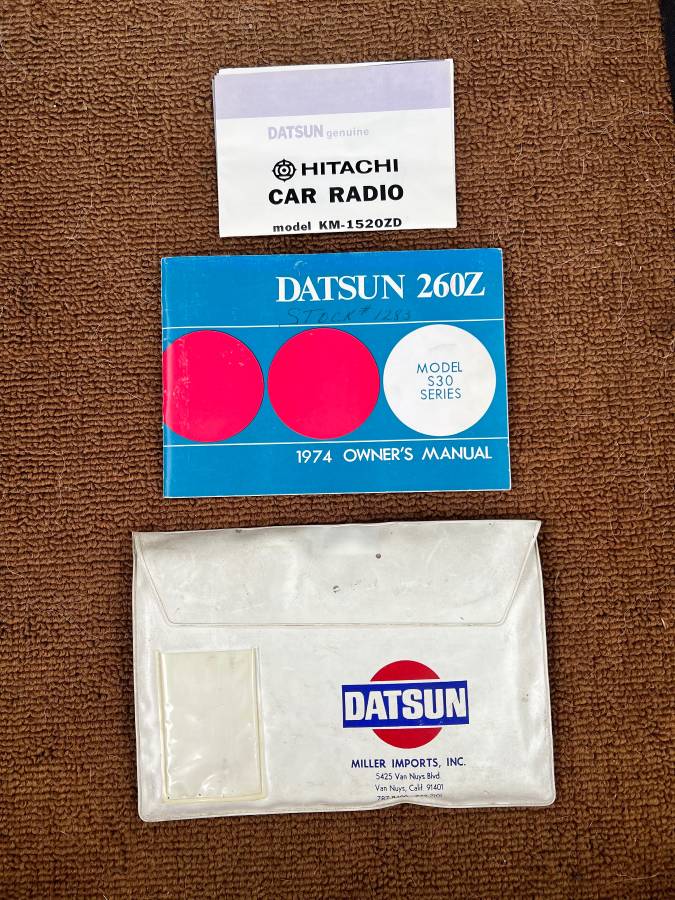 DATSUN genuine
HITACHI
CAR RADIO
model KM-1520ZD
DATSUN 260Z
STOCK # 1283
MODEL
S30
SERIES
1974 OWNER'S MANUAL
DATSUN
MILLER IMPORTS, INC.
5425 Van Nuys Blvd.
Van Nuys, Calif. 91401